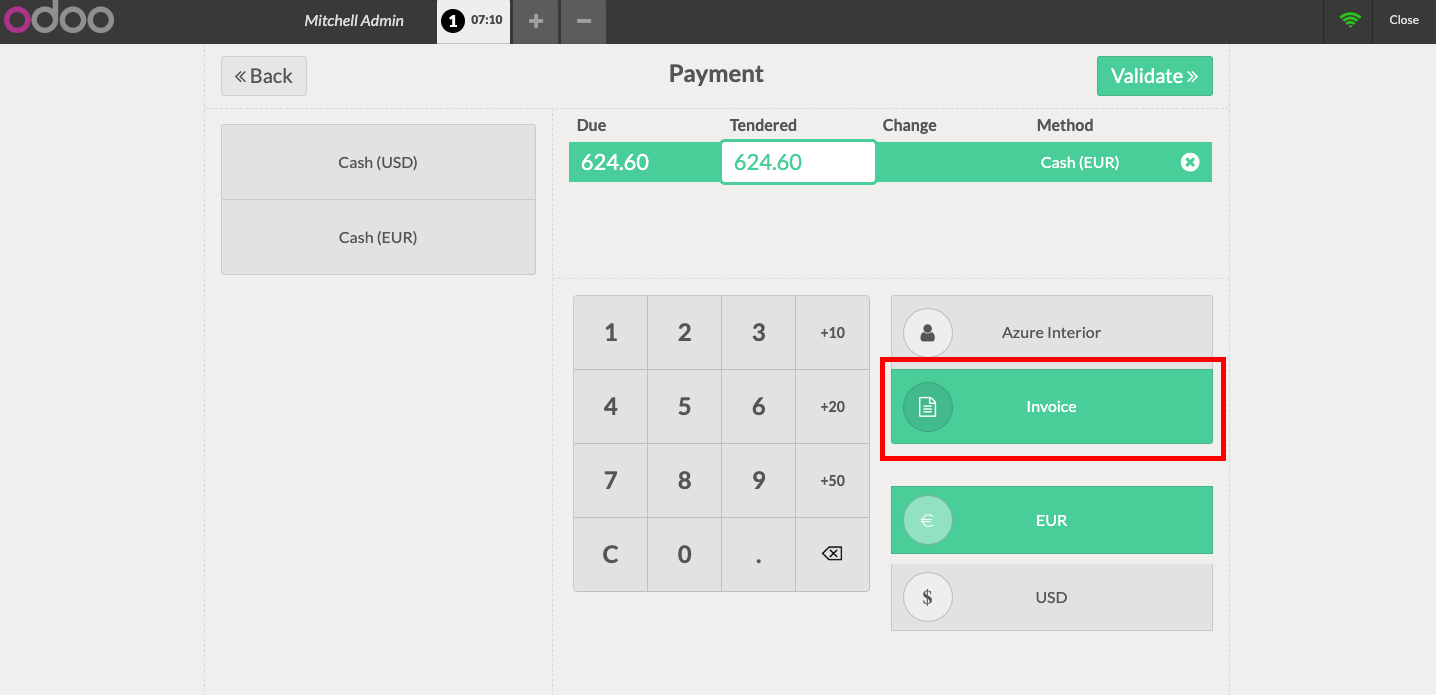 odoo Mitchell Admin 1 07:10 + − Close
« Back Payment Validate »
Due Tendered Change Method
624.60 624.60 Cash (EUR)
Cash (USD)
Cash (EUR)
1 2 3 +10
4 5 6 +20
7 8 9 +50
C 0 .
Azure Interior
Invoice
€ EUR
$ USD